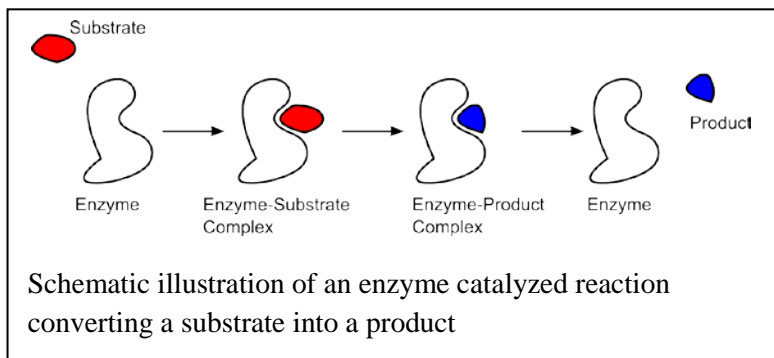 Substrate
Product
Enzyme
Enzyme-Substrate
Complex
Enzyme-Product
Complex
Enzyme
Schematic illustration of an enzyme catalyzed reaction
converting a substrate into a product